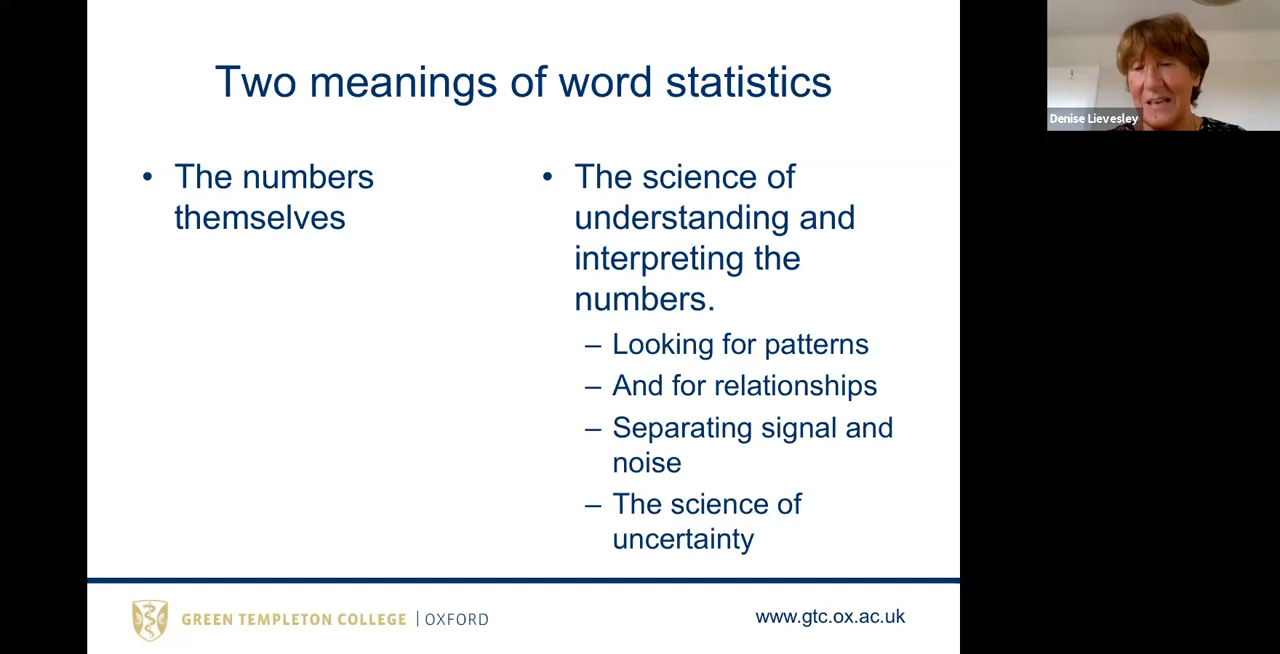 Two meanings of word statistics
• The numbers
themselves
• The science of
understanding and
interpreting the
numbers.
– Looking for patterns
– And for relationships
– Separating signal and
noise
– The science of
uncertainty
GREEN TEMPLETON COLLEGE | OXFORD
www.gtc.ox.ac.uk
Denise Lievesley